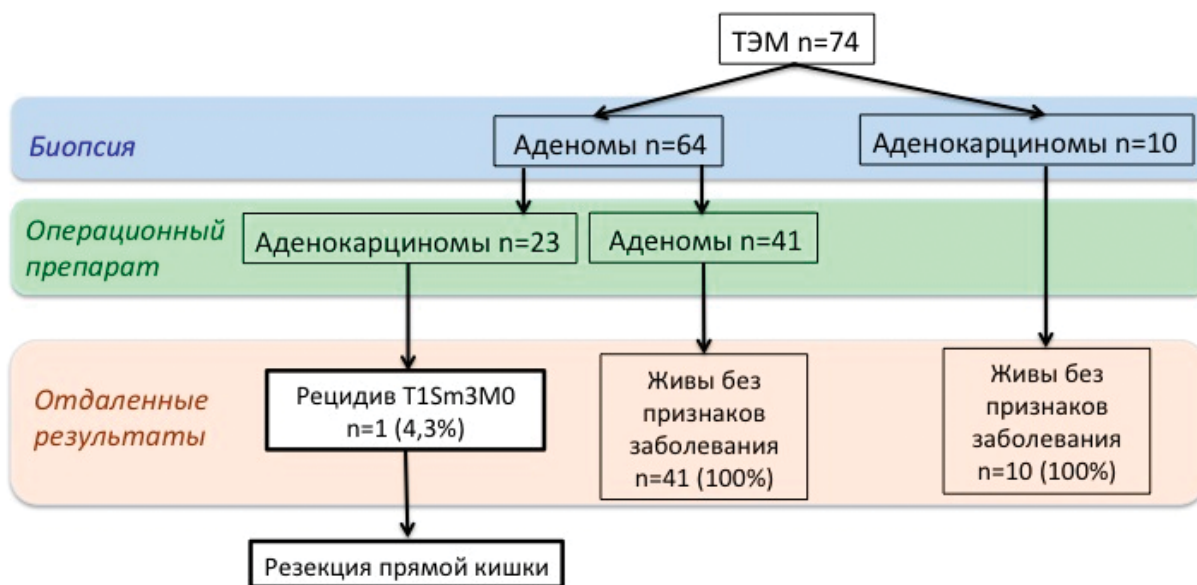 ТЭМ n=74
Биопсия
Аденомы n=64
Аденокарциномы n=10
Операционный
препарат
Аденокарциномы n=23
Аденомы n=41
Отдаленные
результаты
Рецидив T1Sm3M0
n=1 (4,3%)
Живы без
признаков
заболевания
n=41 (100%)
Живы без
признаков
заболевания
n=10 (100%)
Резекция прямой кишки